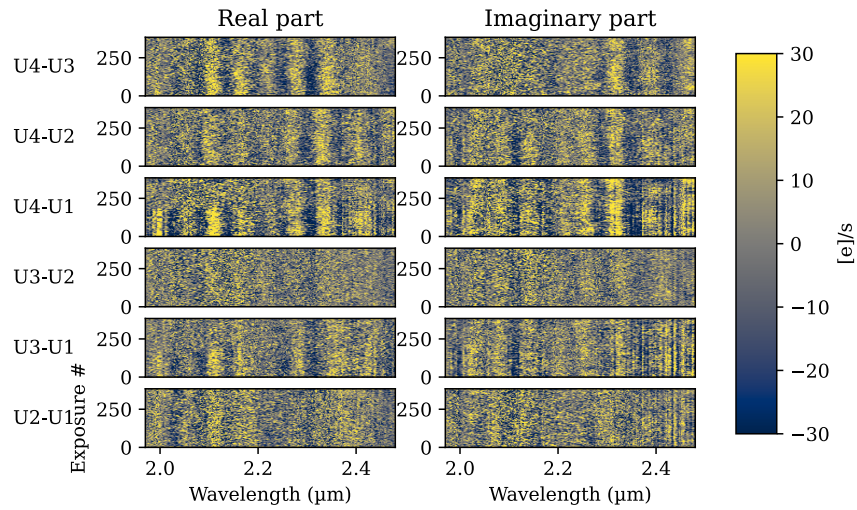 Real part Imaginary part
U4-U3 250 0 250 0
U4-U2 250 0 250 0
U4-U1 250 0 250 0
U3-U2 250 0 250 0
U3-U1 250 0 250 0
U2-U1 250 0 250 0
Exposure #
2.0 2.2 2.4 2.0 2.2 2.4
Wavelength (µm) Wavelength (µm)
30
20
10
0
−10
−20
−30
[e]/s